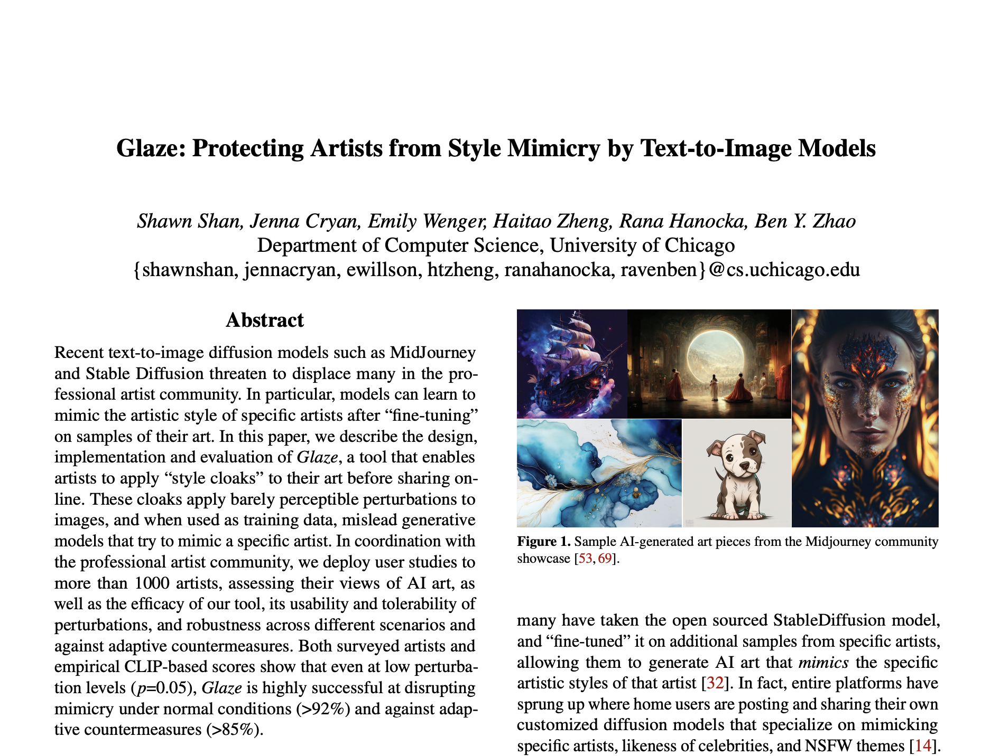 Glaze: Protecting Artists from Style Mimicry by Text-to-Image Models
Shawn Shan, Jenna Cryan, Emily Wenger, Haitao Zheng, Rana Hanocka, Ben Y. Zhao
Department of Computer Science, University of Chicago
{shawnshan, jennacryan, ewillson, htzheng, ranahanocka, ravenben}@cs.uchicago.edu
Abstract
Recent text-to-image diffusion models such as MidJourney
and Stable Diffusion threaten to displace many in the pro-
fessional artist community. In particular, models can learn to
mimic the artistic style of specific artists after “fine-tuning”
on samples of their art. In this paper, we describe the design,
implementation and evaluation of Glaze, a tool that enables
artists to apply “style cloaks” to their art before sharing on-
line. These cloaks apply barely perceptible perturbations to
images, and when used as training data, mislead generative
models that try to mimic a specific artist. In coordination with
the professional artist community, we deploy user studies to
more than 1000 artists, assessing their views of AI art, as
well as the efficacy of our tool, its usability and tolerability of
perturbations, and robustness across different scenarios and
against adaptive countermeasures. Both surveyed artists and
empirical CLIP-based scores show that even at low perturba-
tion levels (p=0.05), Glaze is highly successful at disrupting
mimicry under normal conditions (>92%) and against adap-
tive countermeasures (>85%).
Figure 1. Sample AI-generated art pieces from the Midjourney community
showcase [53, 69].
many have taken the open sourced StableDiffusion model,
and “fine-tuned” it on additional samples from specific artists,
allowing them to generate AI art that mimics the specific
artistic styles of that artist [32]. In fact, entire platforms have
sprung up where home users are posting and sharing their own
customized diffusion models that specialize on mimicking
specific artists, likeness of celebrities, and NSFW themes [14].